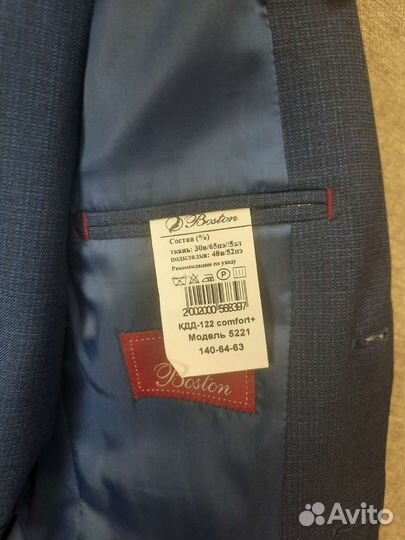 Boston
Состав (%)
ткань: 30в/65пэ//5эл
подкладка: 48в/52пэ
Рекомендации по уходу
P
2002000568397
КДД-122 comfort+
Модель 5221
140-64-63
Boston
Avito